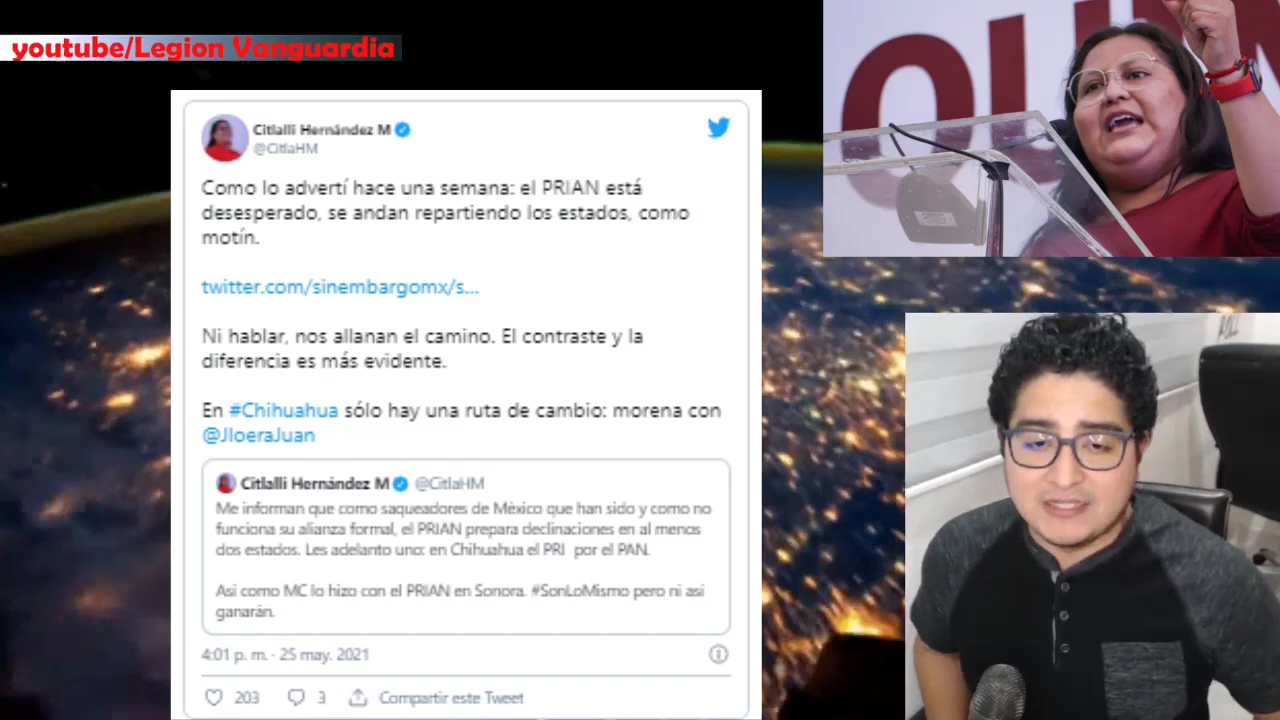 youtube/Legion Vanguardia
Citlalli Hernández M
@CitlaHM
Como lo advertí hace una semana: el PRIAN está
desesperado, se andan repartiendo los estados, como
motín.
twitter.com/sinembargomx/s...
Ni hablar, nos allanan el camino. El contraste y la
diferencia es más evidente.
En #Chihuahua sólo hay una ruta de cambio: morena con
@JloeraJuan
Citlalli Hernández M @CitlaHM
Me informan que como saqueadores de México que han sido y como no
funciona su alianza formal, el PRIAN prepara declinaciones en al menos
dos estados. Les adelanto uno: en Chihuahua el PRI por el PAN.
Asi como MC lo hizo con el PRIAN en Sonora. #SonLoMismo pero ni asi
ganarán.
4:01 p. m. · 25 may. 2021
203 3 Compartir este Tweet